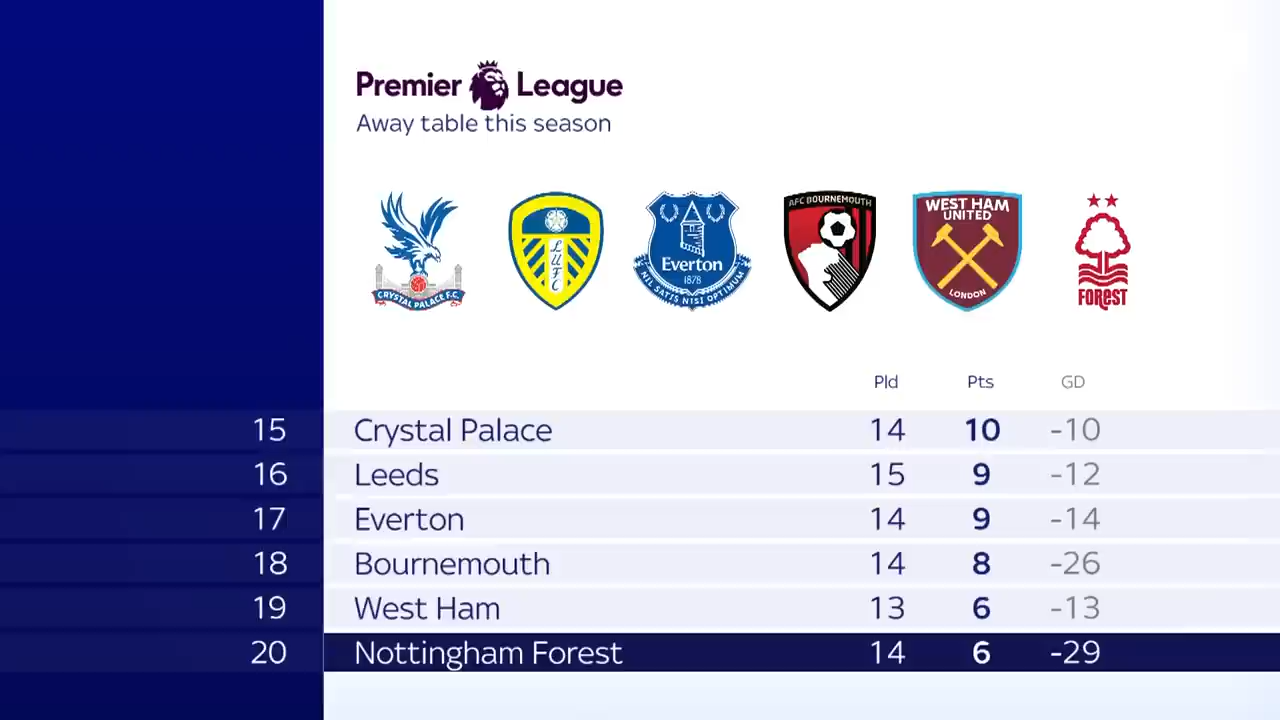 Premier League
Away table this season
CRYSTAL PALACE F.C.
LUFC
Everton
1878
NIL SATIS NISI OPTIMUM
AFC BOURNEMOUTH
WEST HAM
UNITED
LONDON
FOREST
Pld Pts GD
15 Crystal Palace 14 10 -10
16 Leeds 15 9 -12
17 Everton 14 9 -14
18 Bournemouth 14 8 -26
19 West Ham 13 6 -13
20 Nottingham Forest 14 6 -29